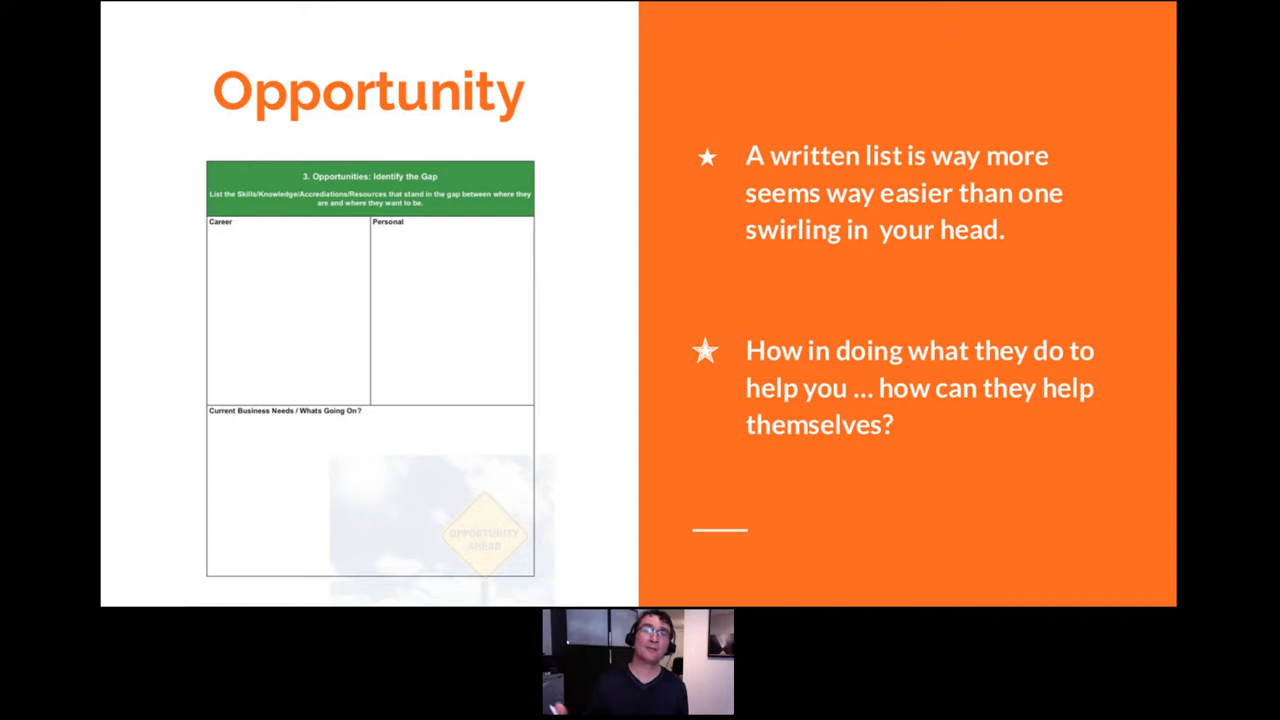 Opportunity
3. Opportunities: Identify the Gap
List the Skills/Knowledge/Accrediations/Resources that stand in the gap between where they
are and where they want to be.
Career
Personal
Current Business Needs / Whats Going On?
OPPORTUNITY
AHEAD
A written list is way more
seems way easier than one
swirling in your head.
How in doing what they do to
help you ... how can they help
themselves?